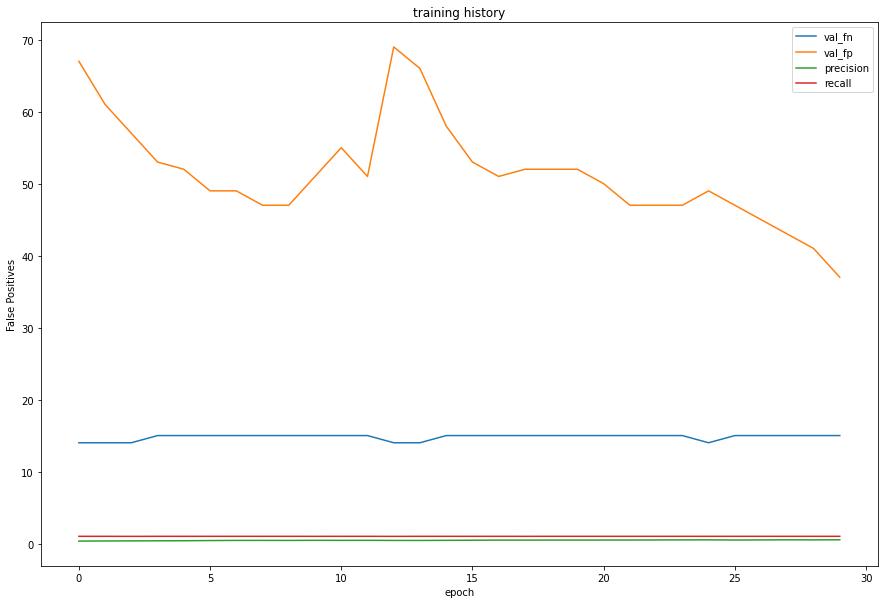 training history
val_fn
val_fp
precision
recall
70
60
50
40
30
20
10
0
False Positives
0 5 10 15 20 25 30
epoch